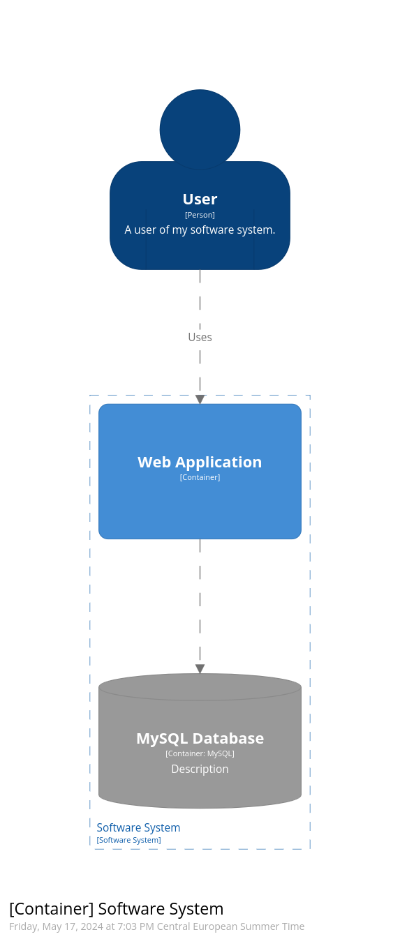 User
[Person]
A user of my software system.
Uses
Web Application
[Container]
MySQL Database
[Container: MySQL]
Description
Software System
[Software System]
[Container] Software System
Friday, May 17, 2024 at 7:03 PM Central European Summer Time